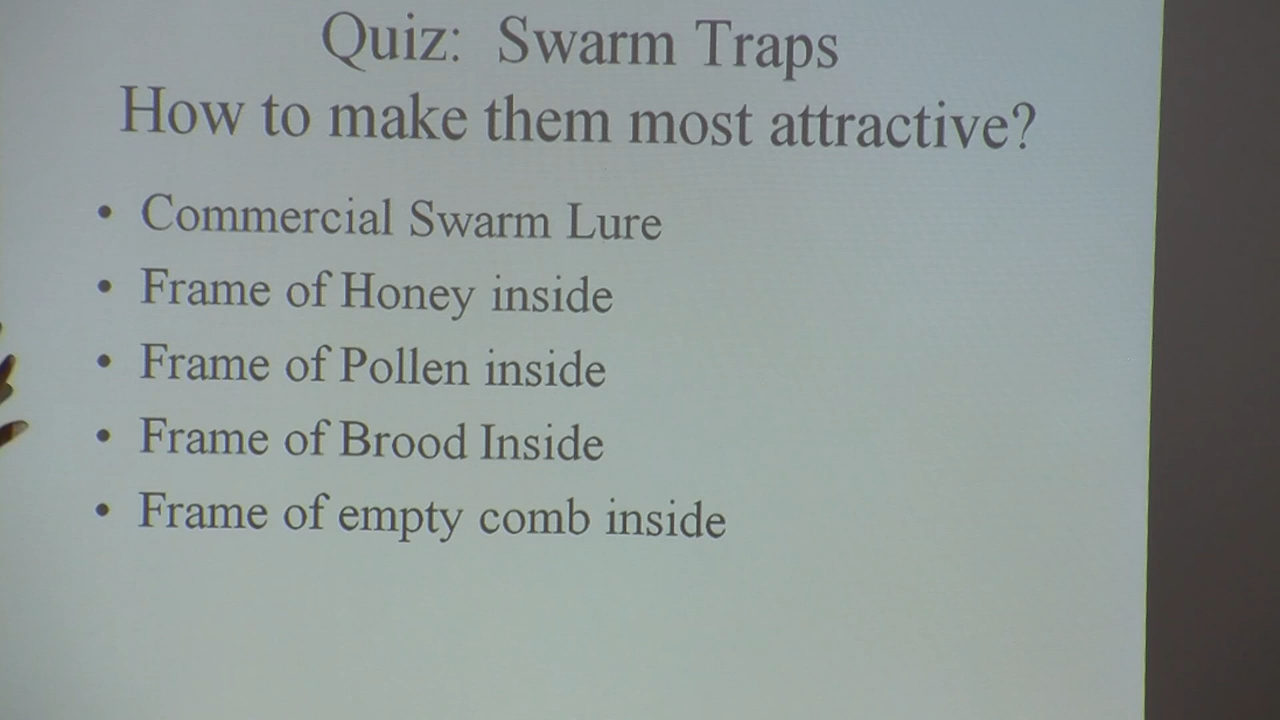 Quiz: Swarm Traps
How to make them most attractive?
• Commercial Swarm Lure
• Frame of Honey inside
• Frame of Pollen inside
• Frame of Brood Inside
• Frame of empty comb inside